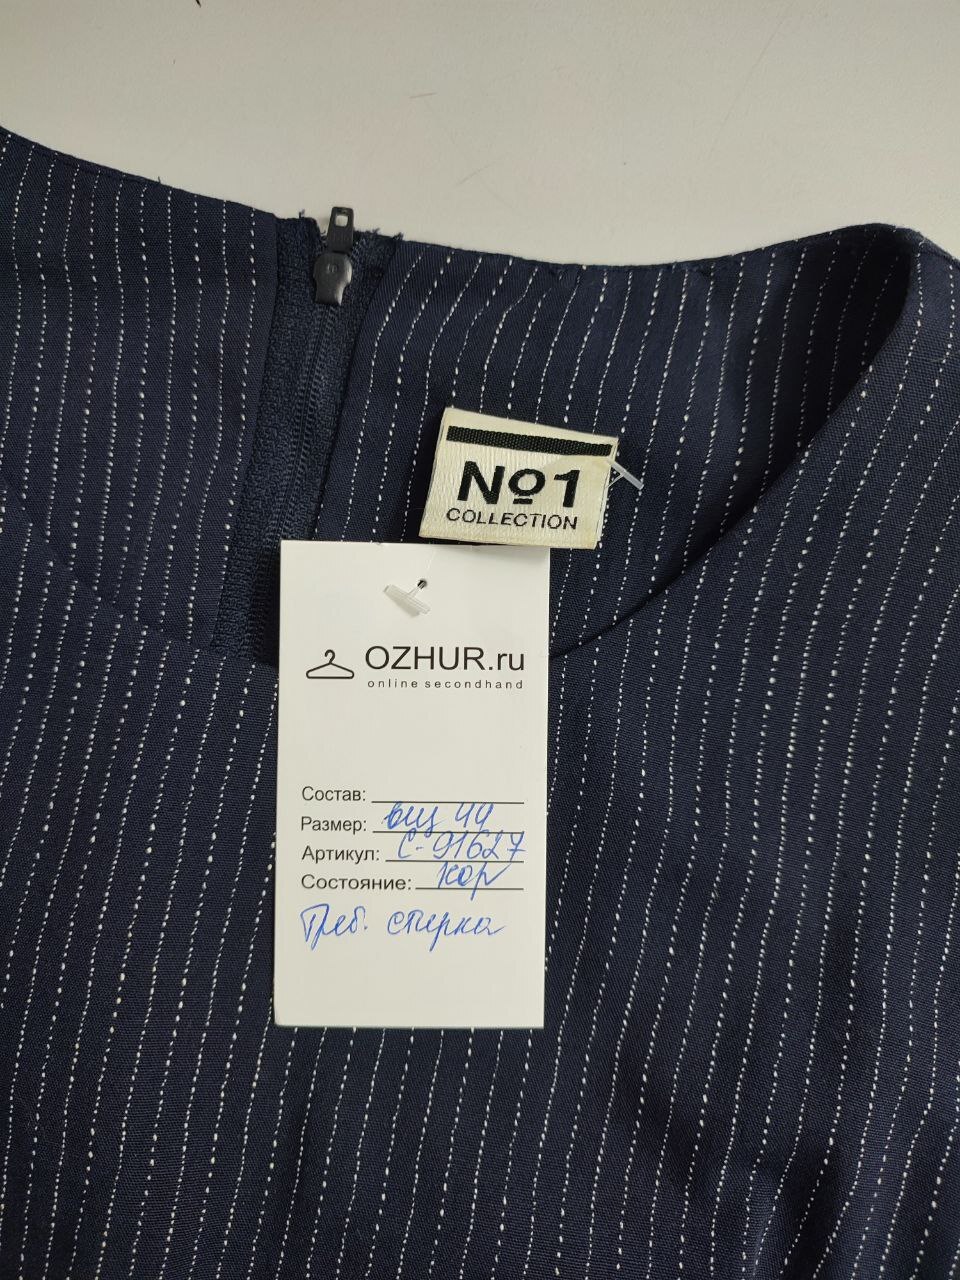 Nº1
COLLECTION
OZHUR.ru
online secondhand
Состав:
Размер: виз 44
Артикул: С-91627
Состояние: хор
Треб. стирка